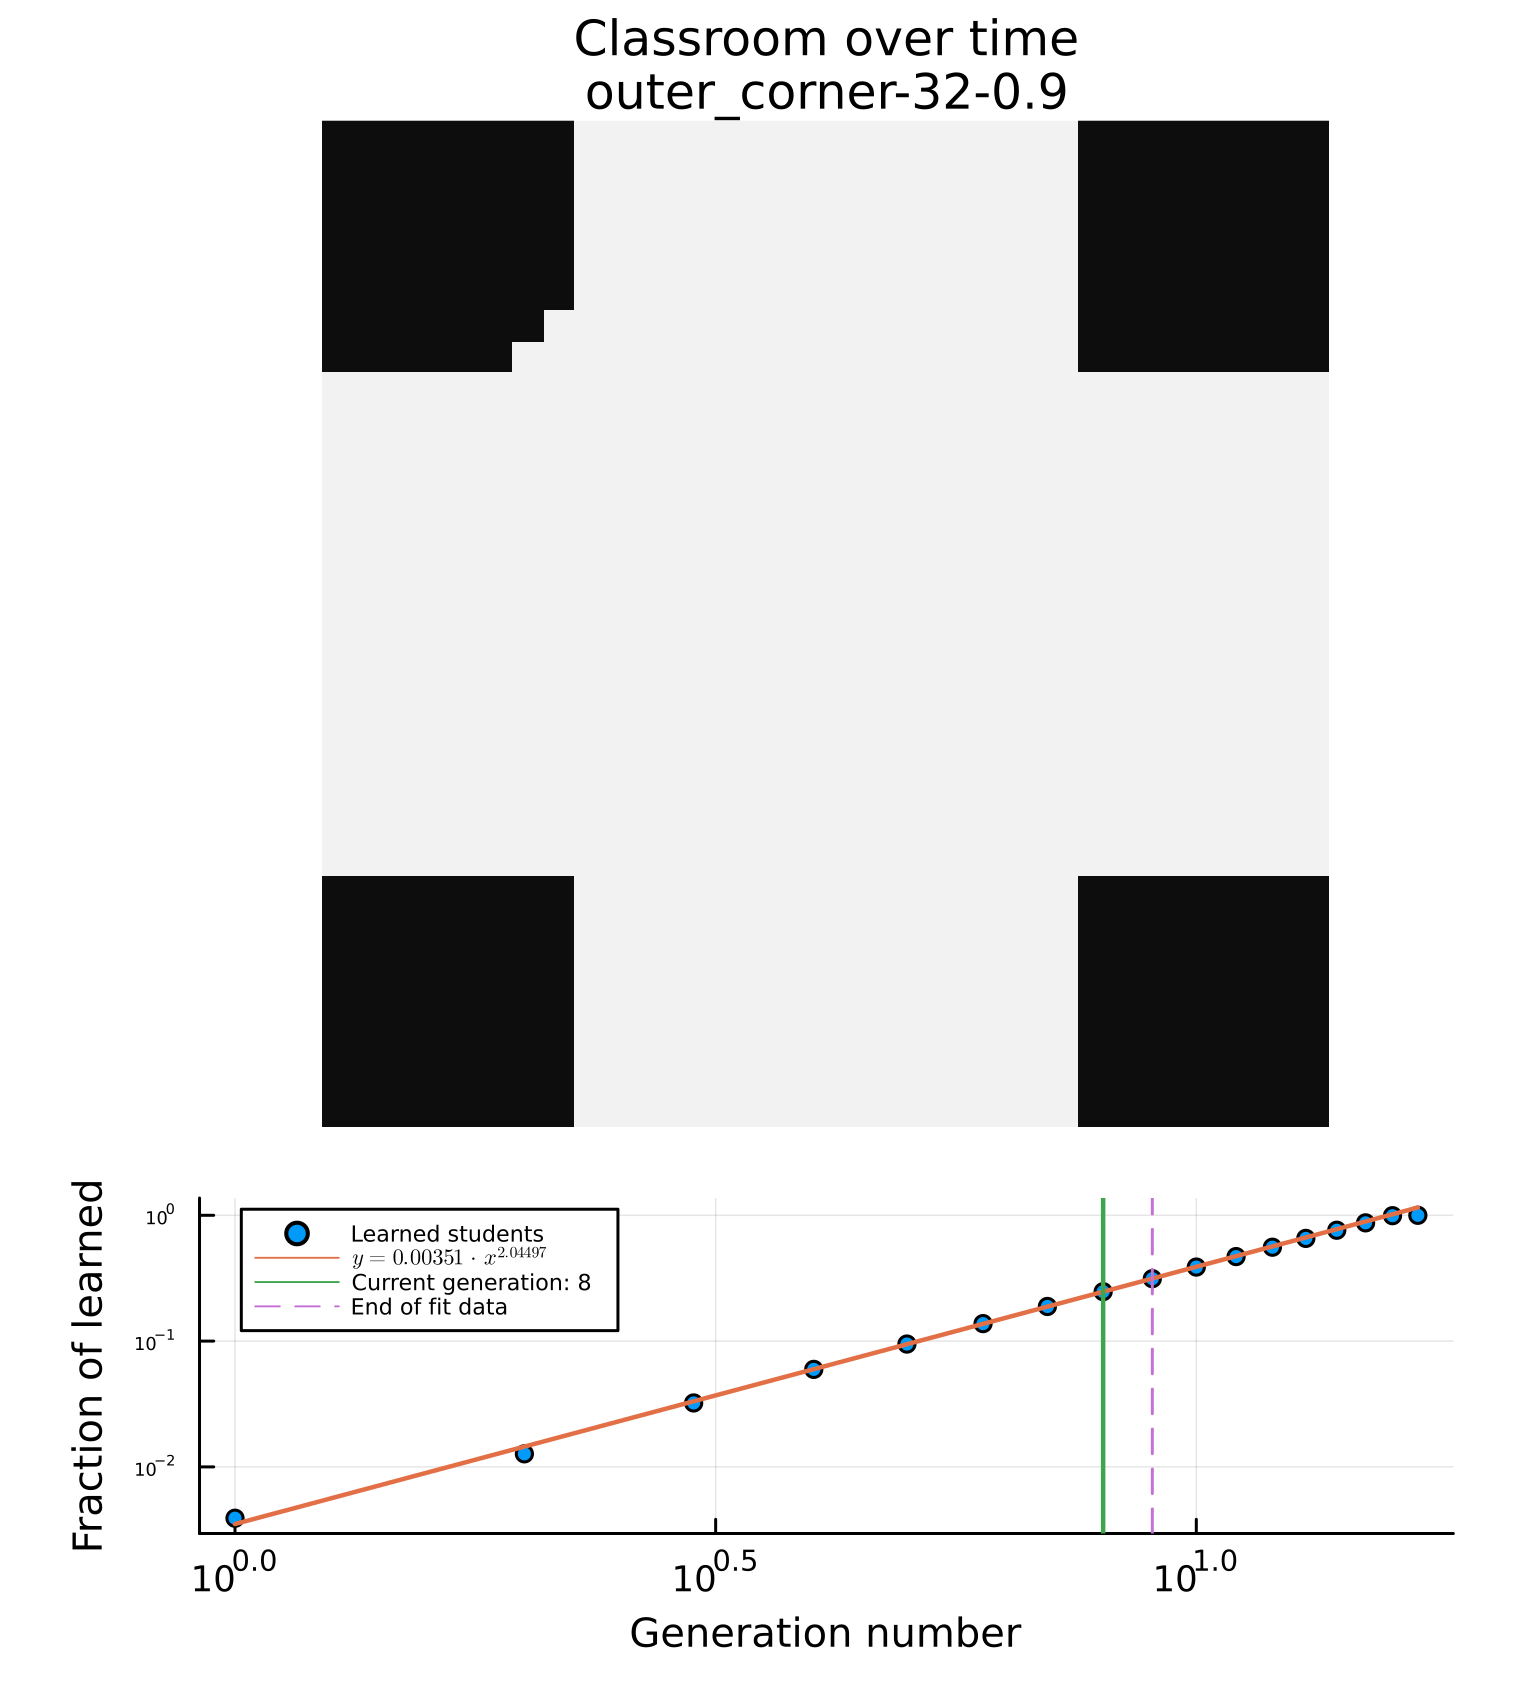 Classroom over time
outer_corner-32-0.9
Fraction of learned
10^0
10^-1
10^-2
Learned students
y = 0.00351 · x^2.04497
Current generation: 8
End of fit data
10^0.0 10^0.5 10^1.0
Generation number